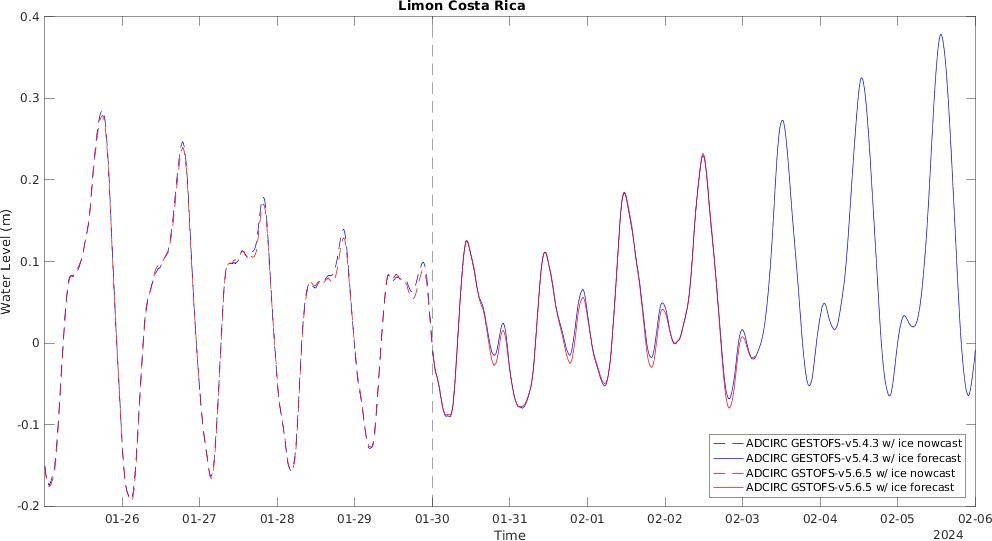 Limon Costa Rica
0.4
0.3
0.2
0.1
0
-0.1
-0.2
Water Level (m)
ADCIRC GESTOFS-v5.4.3 w/ ice nowcast
ADCIRC GESTOFS-v5.4.3 w/ ice forecast
ADCIRC GSTOFS-v5.6.5 w/ ice nowcast
ADCIRC GSTOFS-v5.6.5 w/ ice forecast
01-26 01-27 01-28 01-29 01-30 01-31 02-01 02-02 02-03 02-04 02-05 02-06
Time
2024